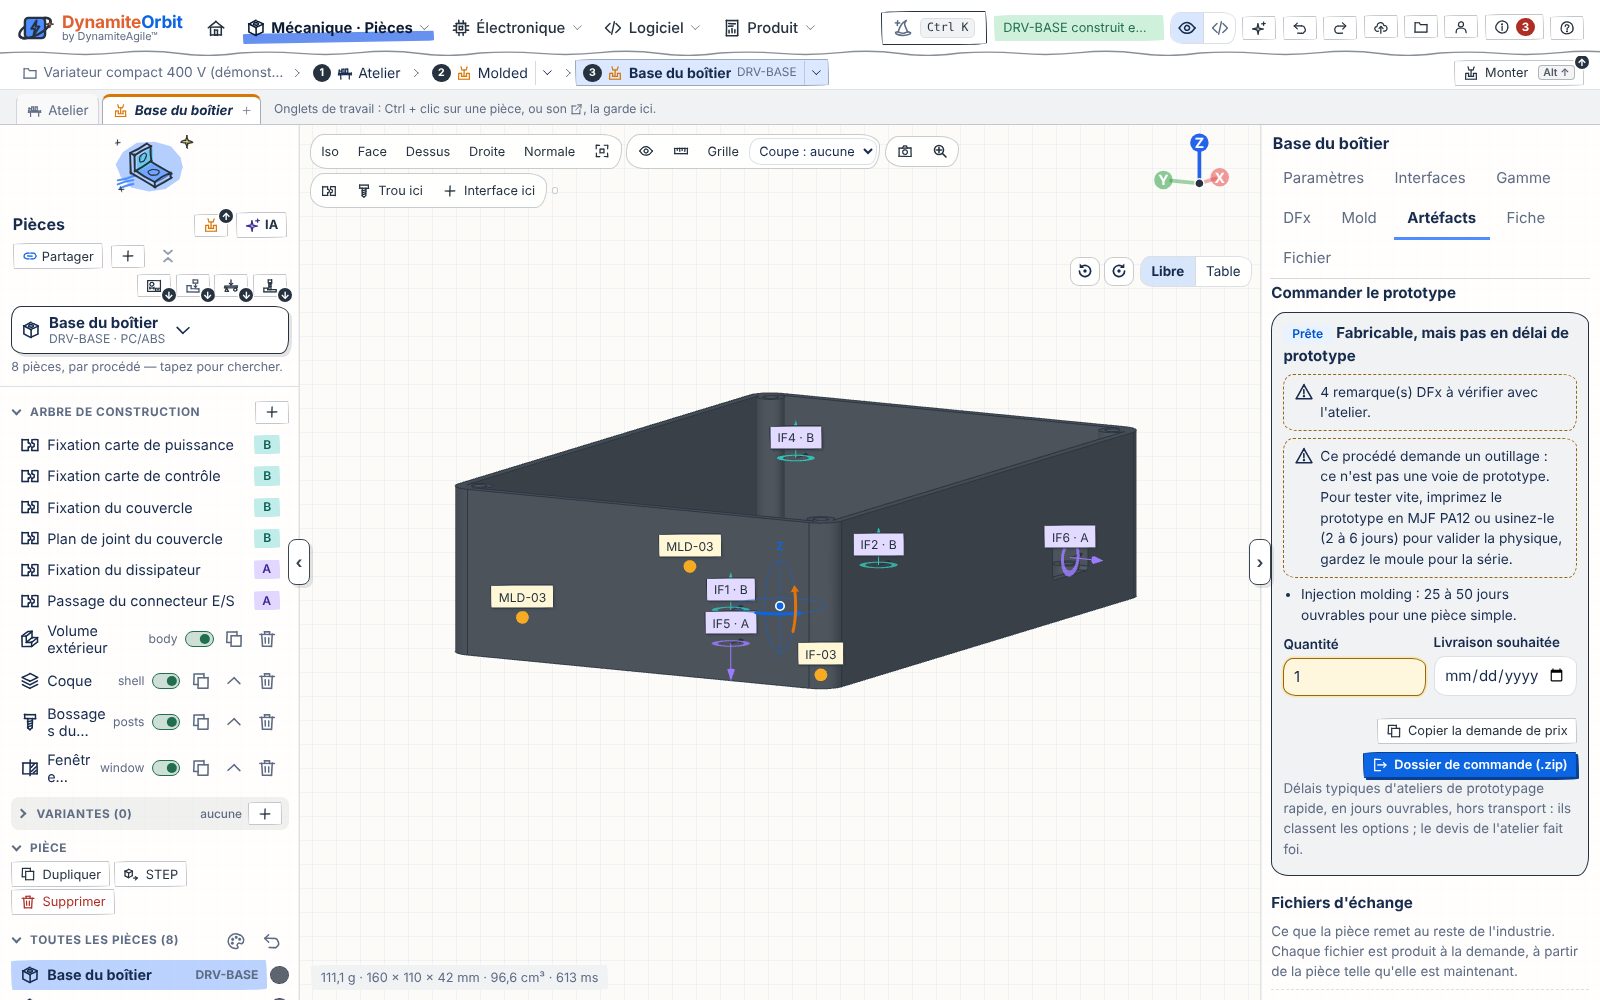 DynamiteOrbit
by DynamiteAgile™
Mécanique · Pièces
Électronique
Logiciel
Produit
Ctrl K
DRV-BASE construit e...
3
Variateur compact 400 V (démonst...
1 Atelier
2 Molded
3 Base du boîtier DRV-BASE
Monter Alt ↑
Atelier
Base du boîtier +
Onglets de travail : Ctrl + clic sur une pièce, ou son , la garde ici.
Pièces
IA
Partager
Base du boîtier
DRV-BASE · PC/ABS
8 pièces, par procédé — tapez pour chercher.
ARBRE DE CONSTRUCTION
Fixation carte de puissance B
Fixation carte de contrôle B
Fixation du couvercle B
Plan de joint du couvercle B
Fixation du dissipateur A
Passage du connecteur E/S A
Volume extérieur body
Coque shell
Bossages du... posts
Fenêtre... window
VARIANTES (0) aucune
PIÈCE
Dupliquer
STEP
Supprimer
TOUTES LES PIÈCES (8)
Base du boîtier DRV-BASE
Iso
Face
Dessus
Droite
Normale
Grille
Coupe : aucune
Trou ici
Interface ici
Z
Y
X
Libre
Table
IF4 · B
MLD-03
IF2 · B
IF6 · A
MLD-03
IF1 · B
IF5 · A
IF-03
Z
111,1 g · 160 × 110 × 42 mm · 96,6 cm³ · 613 ms
Base du boîtier
Paramètres
Interfaces
Gamme
DFx
Mold
Artéfacts
Fiche
Fichier
Commander le prototype
Prête Fabricable, mais pas en délai de
prototype
4 remarque(s) DFx à vérifier avec
l'atelier.
Ce procédé demande un outillage :
ce n'est pas une voie de prototype.
Pour tester vite, imprimez le
prototype en MJF PA12 ou usinez-le
(2 à 6 jours) pour valider la physique,
gardez le moule pour la série.
• Injection molding : 25 à 50 jours
ouvrables pour une pièce simple.
Quantité
Livraison souhaitée
1
mm/dd/yyyy
Copier la demande de prix
Dossier de commande (.zip)
Délais typiques d'ateliers de prototypage
rapide, en jours ouvrables, hors transport : ils
classent les options ; le devis de l'atelier fait
foi.
Fichiers d'échange
Ce que la pièce remet au reste de l'industrie.
Chaque fichier est produit à la demande, à partir
de la pièce telle qu'elle est maintenant.